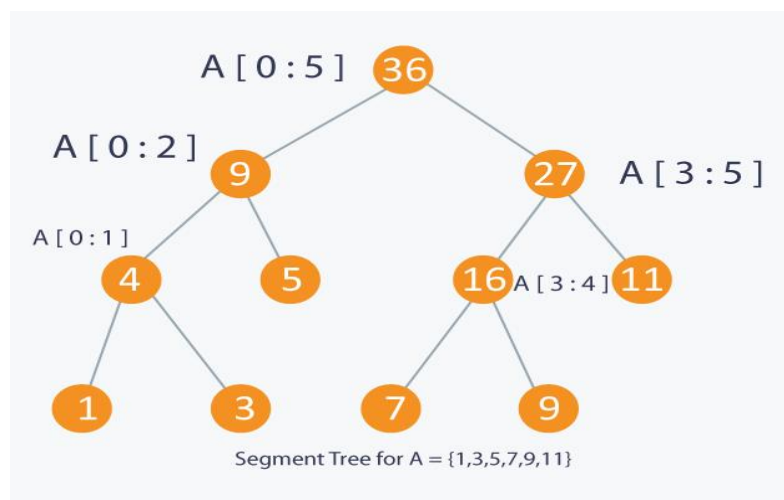 A [ 0 : 5 ] 36
A [ 0 : 2 ] 9 27 A [ 3 : 5 ]
A [ 0 : 1 ]
4 5 16 A [ 3 : 4 ] 11
1 3 7 9
Segment Tree for A = {1,3,5,7,9,11}